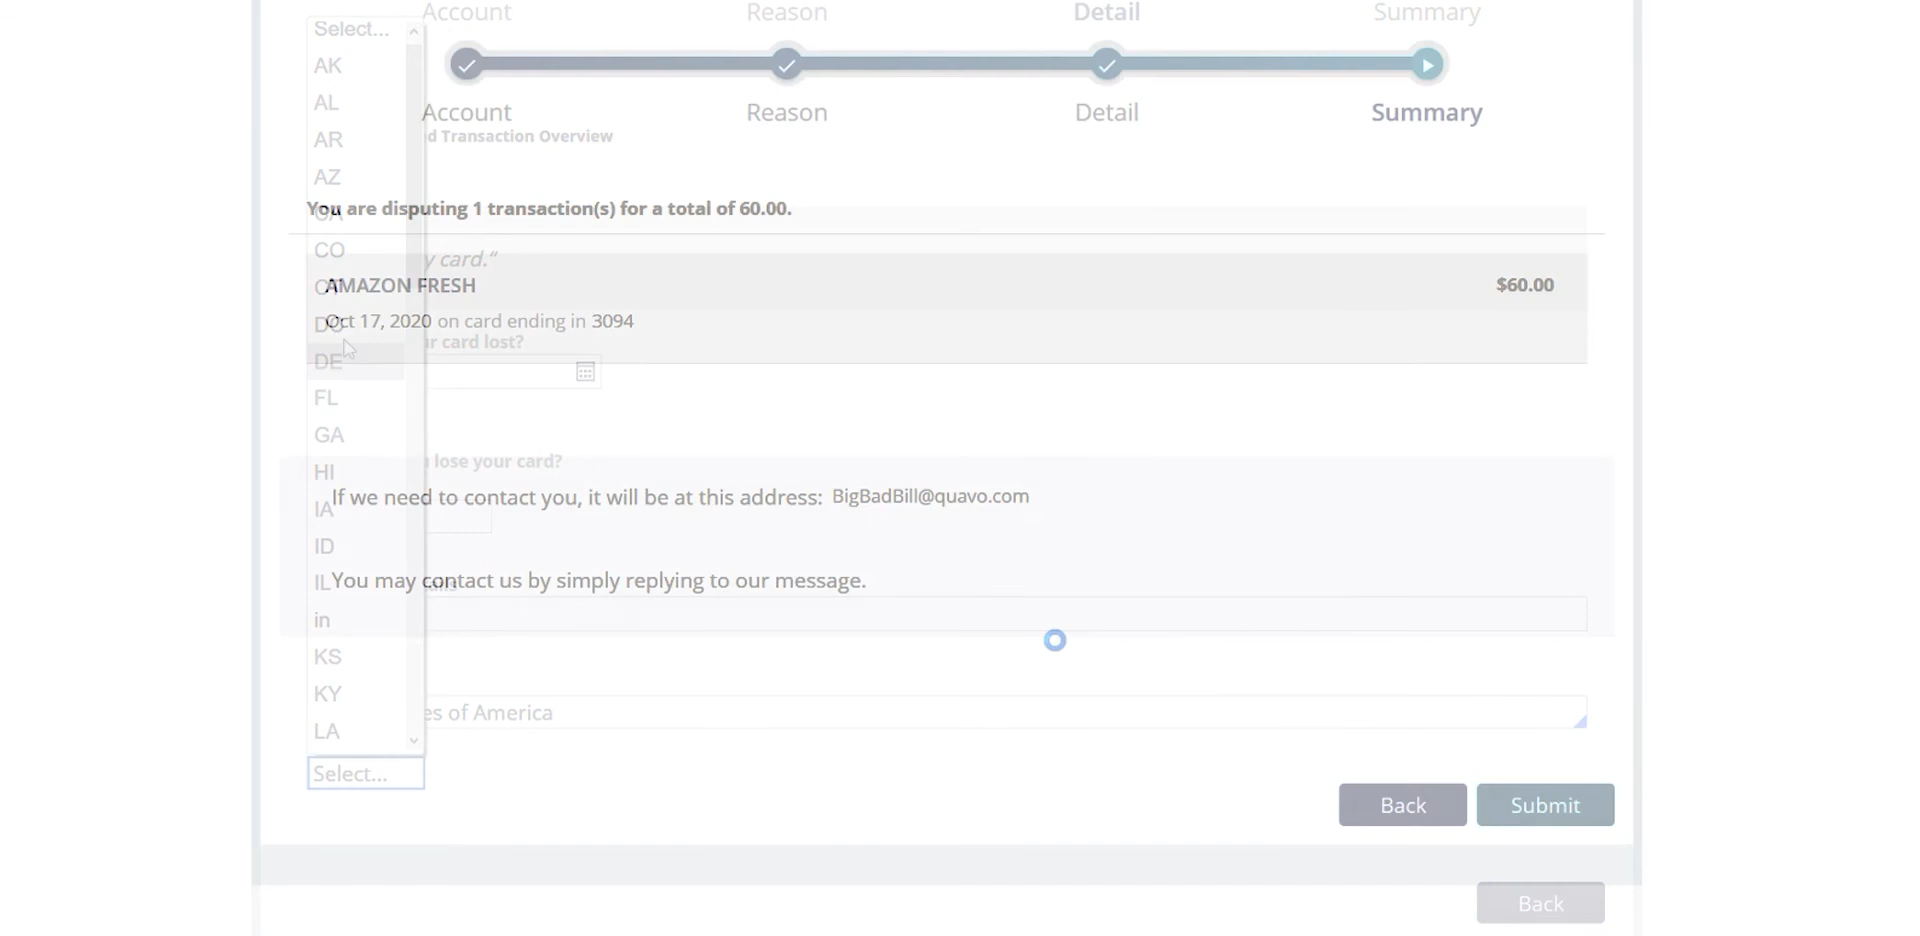 Account Reason Detail Summary
Select...
AK
AL
AR
AZ
CA
CO
DE
FL
GA
HI
IA
ID
IL
in
KS
KY
LA
Select...
Account Reason Detail Summary
d Transaction Overview
You are disputing 1 transaction(s) for a total of 60.00.
y card."
AMAZON FRESH $60.00
Oct 17, 2020 on card ending in 3094
r card lost?
lose your card?
If we need to contact you, it will be at this address: BigBadBill@quavo.com
You may contact us by simply replying to our message.
es of America
Back Submit
Back